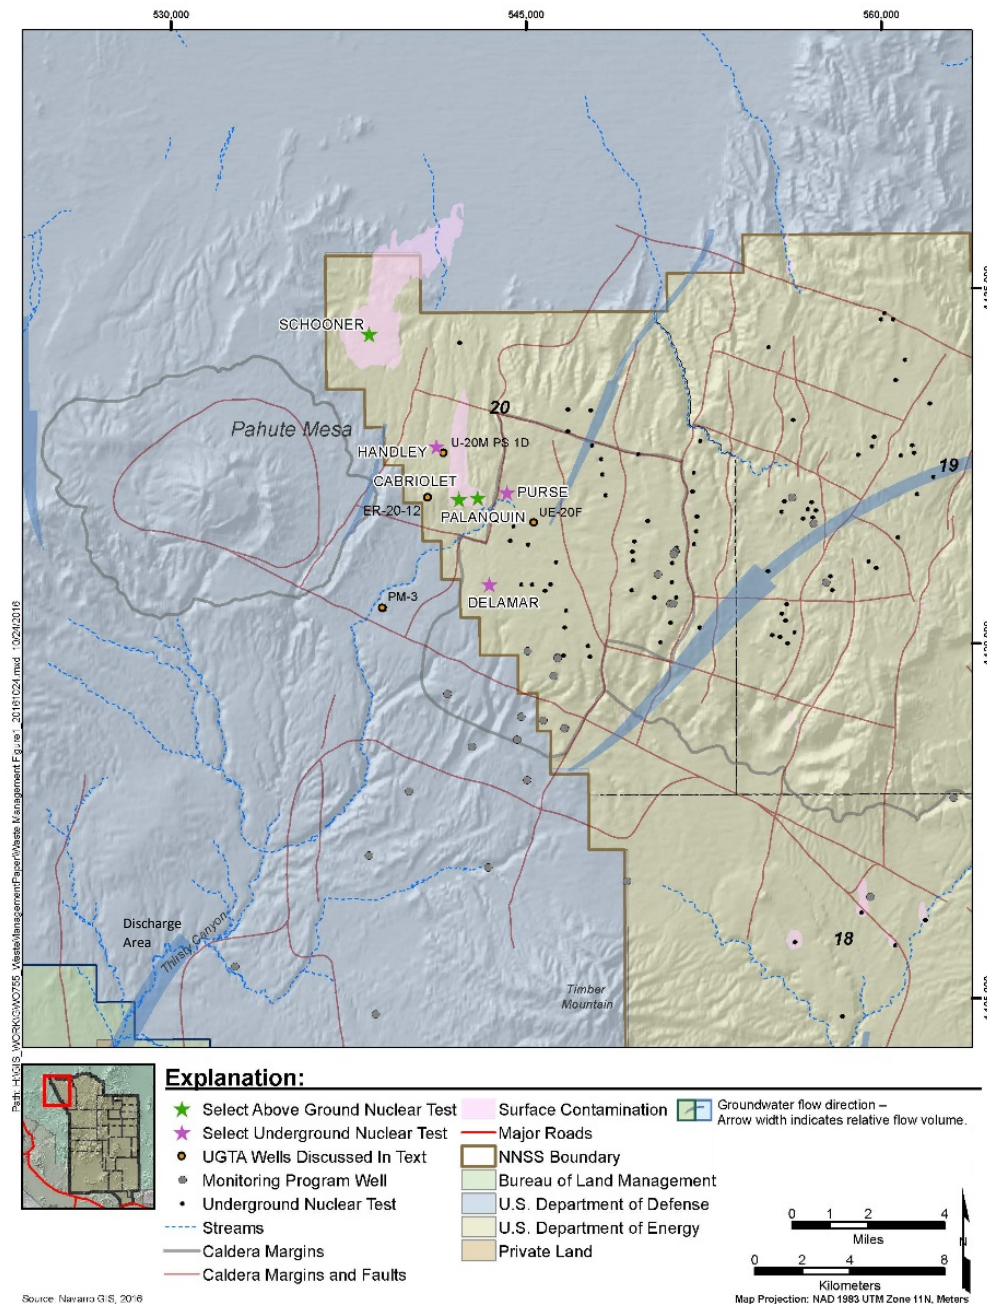 530,000
545,000
560,000
SCHOONER
20
Pahute Mesa
HANDLEY
U-20M PS 1D
19
CABRIOLET
PURSE
ER-20-12
PALANQUIN
UE-20F
DELAMAR
PM-3
Discharge
Area
Thirsty Canyon
18
Timber
Mountain
Explanation:
Select Above Ground Nuclear Test
Select Underground Nuclear Test
UGTA Wells Discussed In Text
Monitoring Program Well
Underground Nuclear Test
Streams
Caldera Margins
Caldera Margins and Faults
Surface Contamination
Major Roads
NNSS Boundary
Bureau of Land Management
U.S. Department of Defense
U.S. Department of Energy
Private Land
Groundwater flow direction –
Arrow width indicates relative flow volume.
0 1 2 4
Miles
0 2 4 8
Kilometers
N
Source: Navarro GIS, 2016
Map Projection: NAD 1983 UTM Zone 11N, Meters